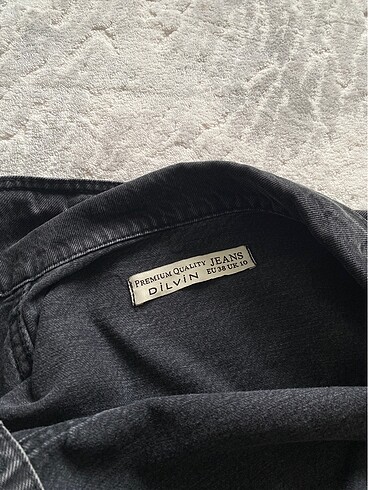 PREMIUM QUALITY JEANS
DİLVİN EU 38 UK 10